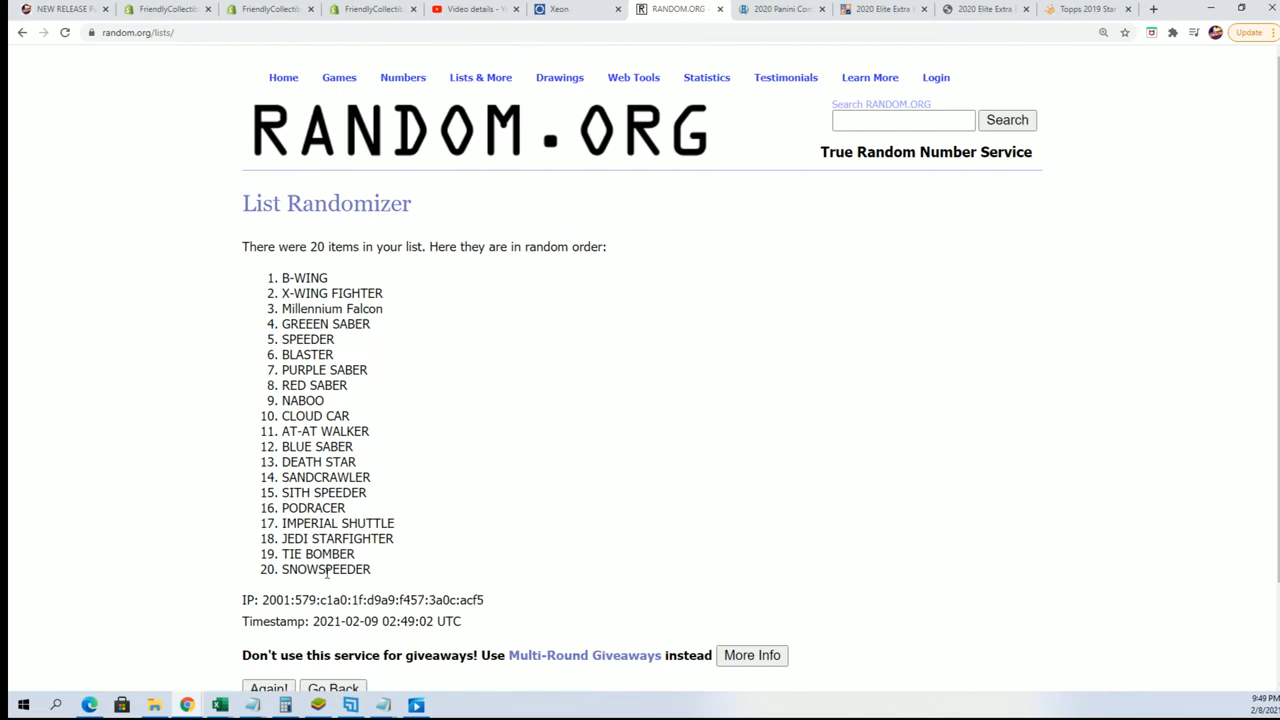 NEW RELEASE
FriendlyCollectib
FriendlyCollectib
FriendlyCollectib
Video details
Xeon
RANDOM.ORG
2020 Panini Con
2020 Elite Extra
2020 Elite Extra
Topps 2019 Star
random.org/lists/
Update
Home Games Numbers Lists & More Drawings Web Tools Statistics Testimonials Learn More Login
RANDOM.ORG
Search RANDOM.ORG
Search
True Random Number Service
List Randomizer
There were 20 items in your list. Here they are in random order:
1. B-WING
2. X-WING FIGHTER
3. Millennium Falcon
4. GREEEN SABER
5. SPEEDER
6. BLASTER
7. PURPLE SABER
8. RED SABER
9. NABOO
10. CLOUD CAR
11. AT-AT WALKER
12. BLUE SABER
13. DEATH STAR
14. SANDCRAWLER
15. SITH SPEEDER
16. PODRACER
17. IMPERIAL SHUTTLE
18. JEDI STARFIGHTER
19. TIE BOMBER
20. SNOWSPEEDER
IP: 2001:579:c1a0:1f:d9a9:f457:3a0c:acf5
Timestamp: 2021-02-09 02:49:02 UTC
Don't use this service for giveaways! Use Multi-Round Giveaways instead More Info
Again! Go Back
9:49 PM